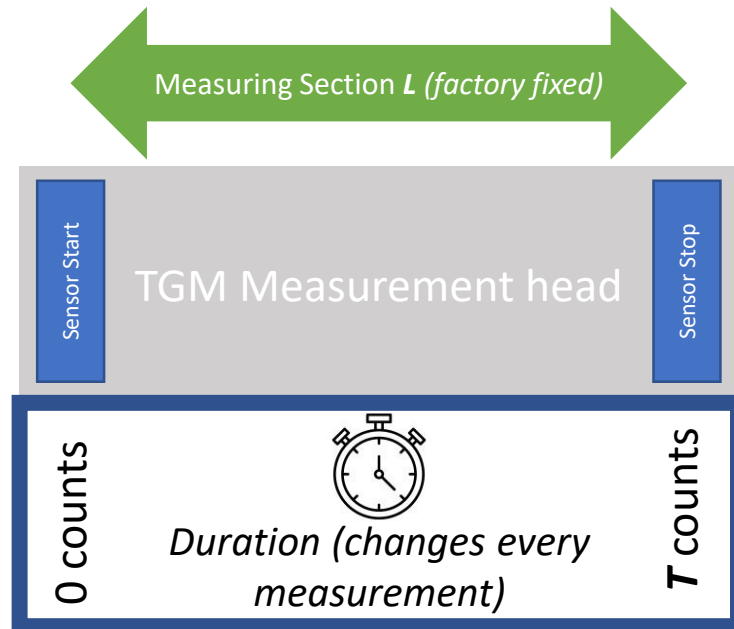 Measuring Section L (factory fixed)
Sensor Start
TGM Measurement head
Sensor Stop
0 counts
Duration (changes every
measurement)
T counts